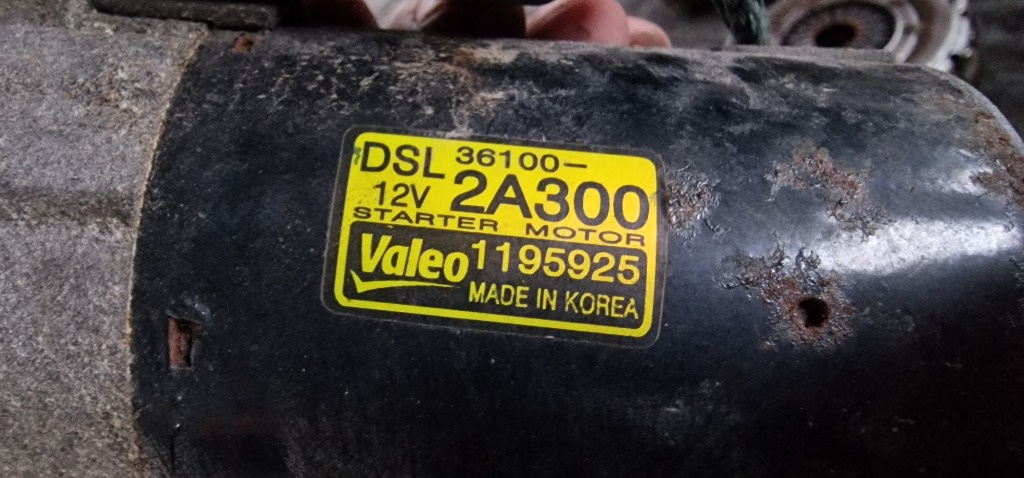 DSL 36100-
12V 2A300
STARTER MOTOR
Valeo 1195925
MADE IN KOREA